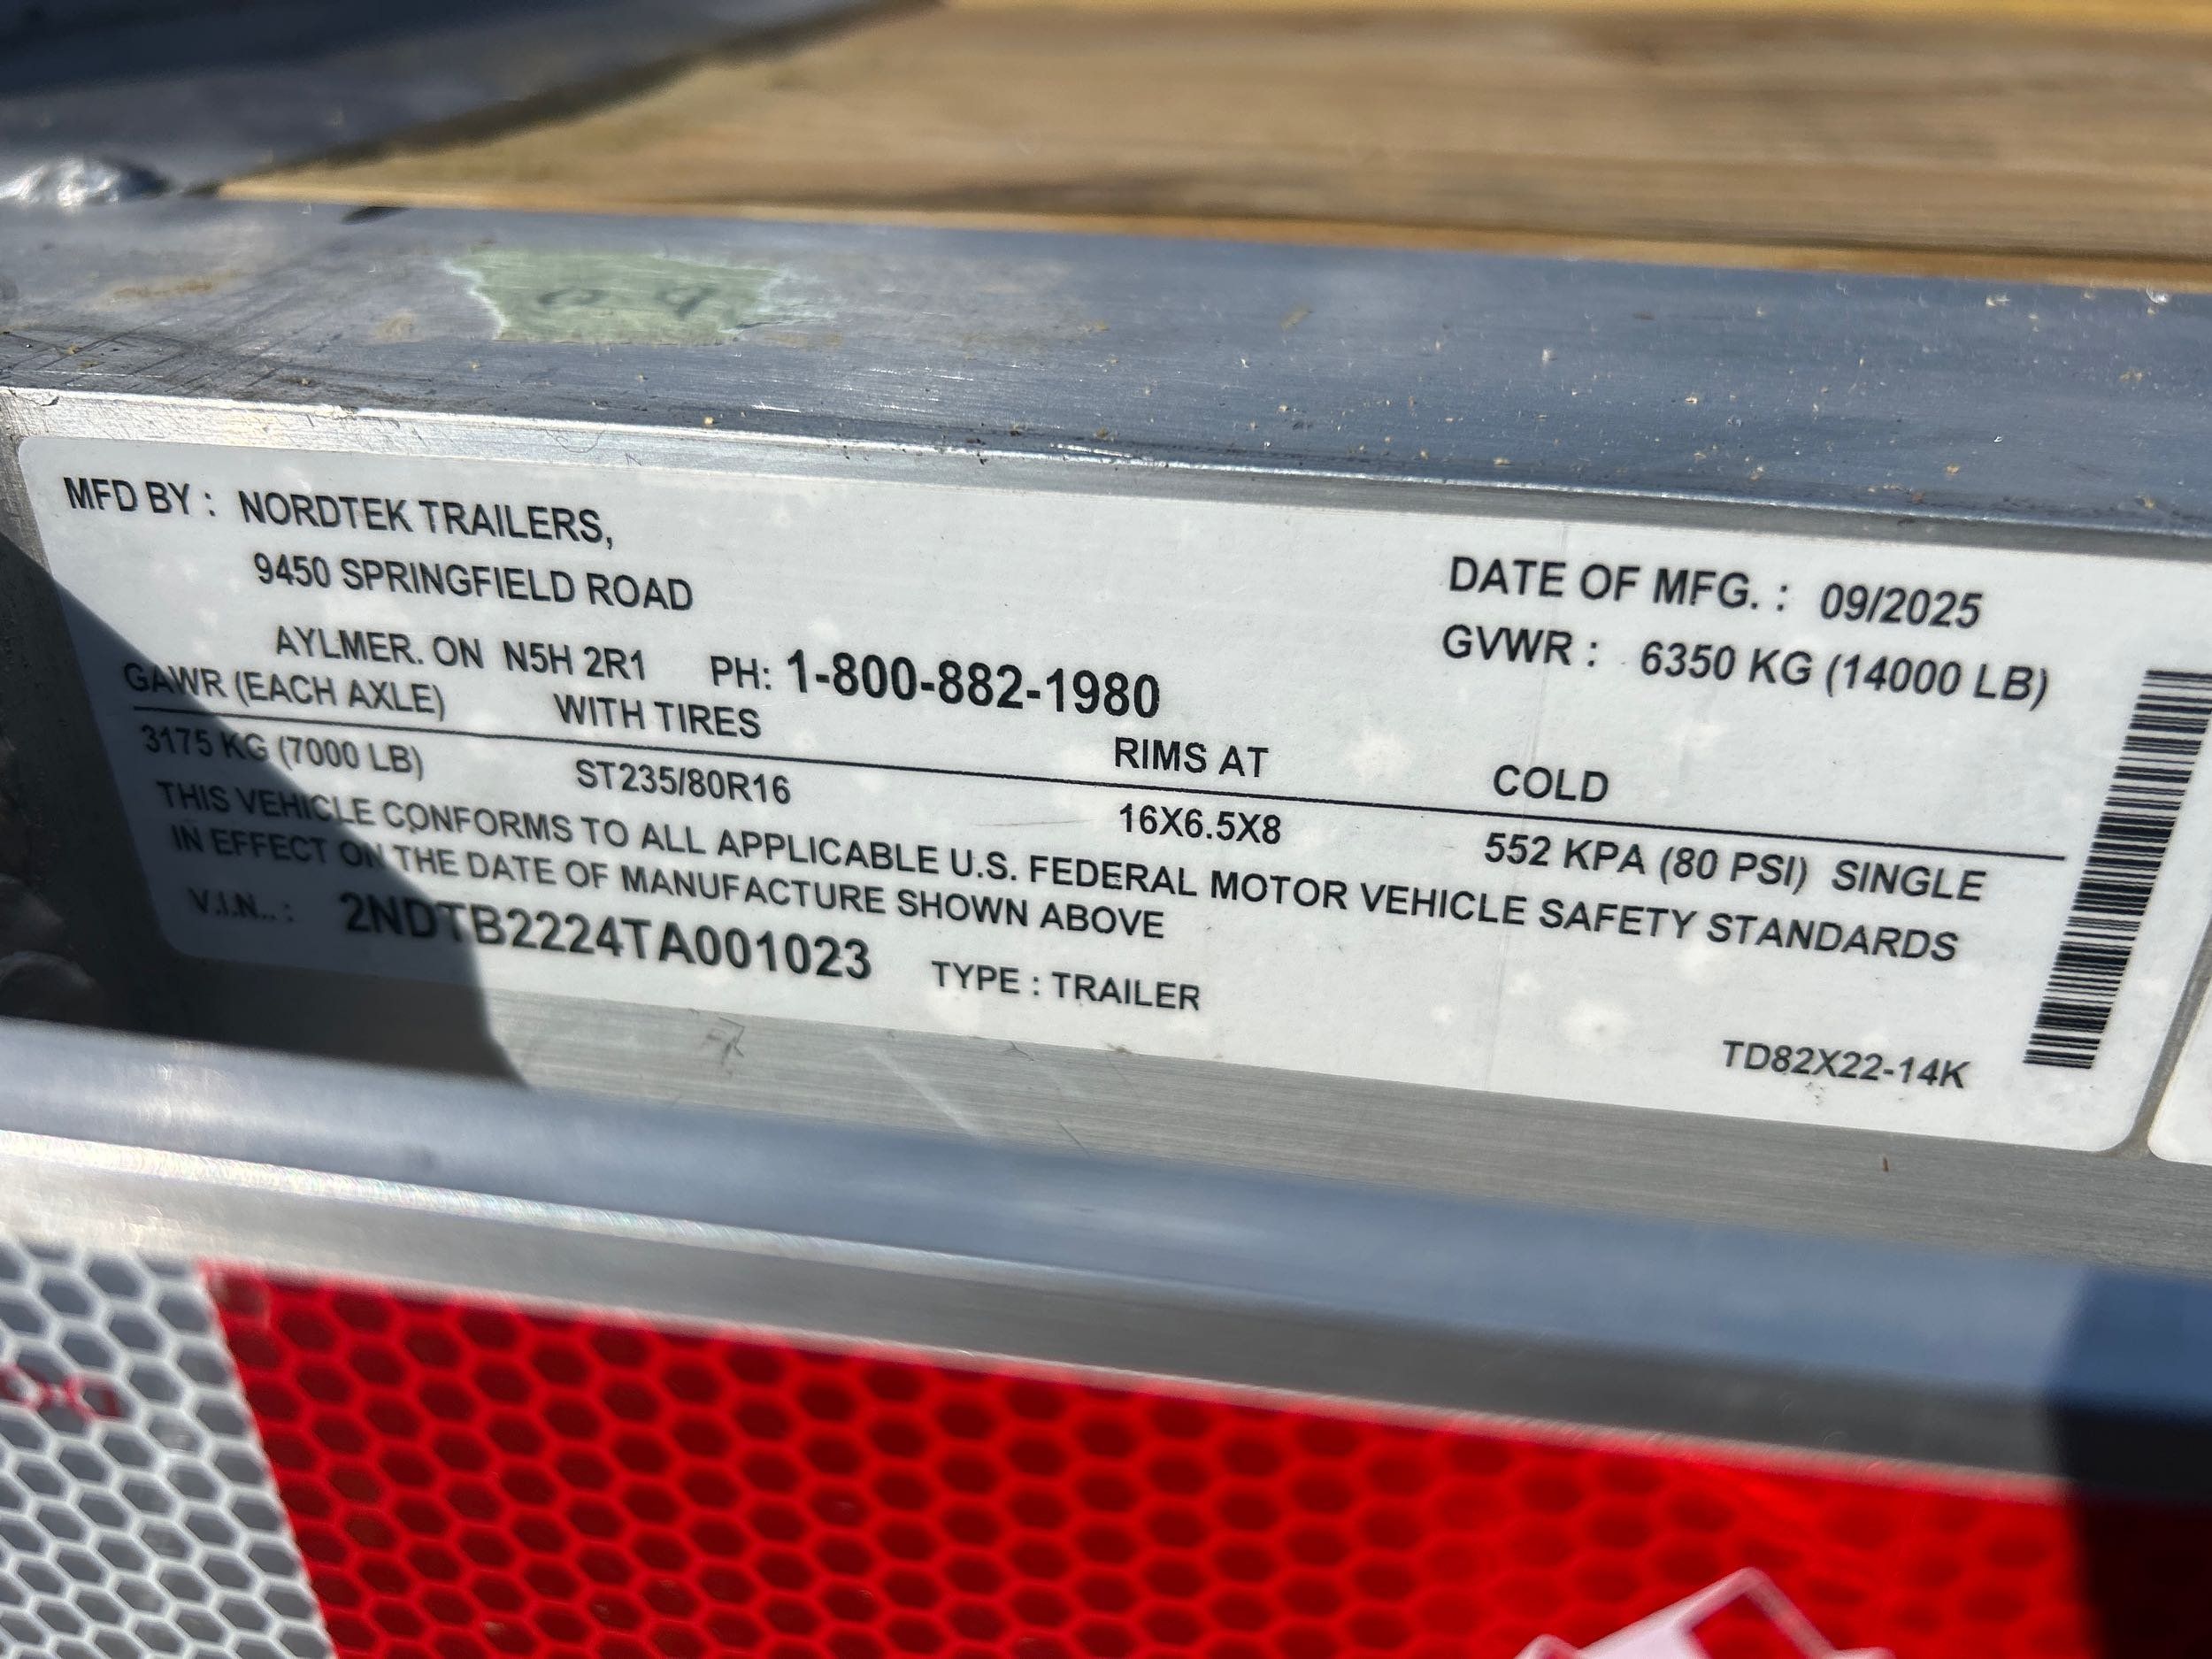 MFD BY : NORDTEK TRAILERS,
9450 SPRINGFIELD ROAD
AYLMER. ON N5H 2R1 PH: 1-800-882-1980
DATE OF MFG. : 09/2025
GVWR : 6350 KG (14000 LB)
GAWR (EACH AXLE) WITH TIRES RIMS AT COLD
3175 KG (7000 LB) ST235/80R16 16X6.5X8 552 KPA (80 PSI) SINGLE
THIS VEHICLE CONFORMS TO ALL APPLICABLE U.S. FEDERAL MOTOR VEHICLE SAFETY STANDARDS
IN EFFECT ON THE DATE OF MANUFACTURE SHOWN ABOVE
V.I.N.. : 2NDTB2224TA001023 TYPE : TRAILER
TD82X22-14K